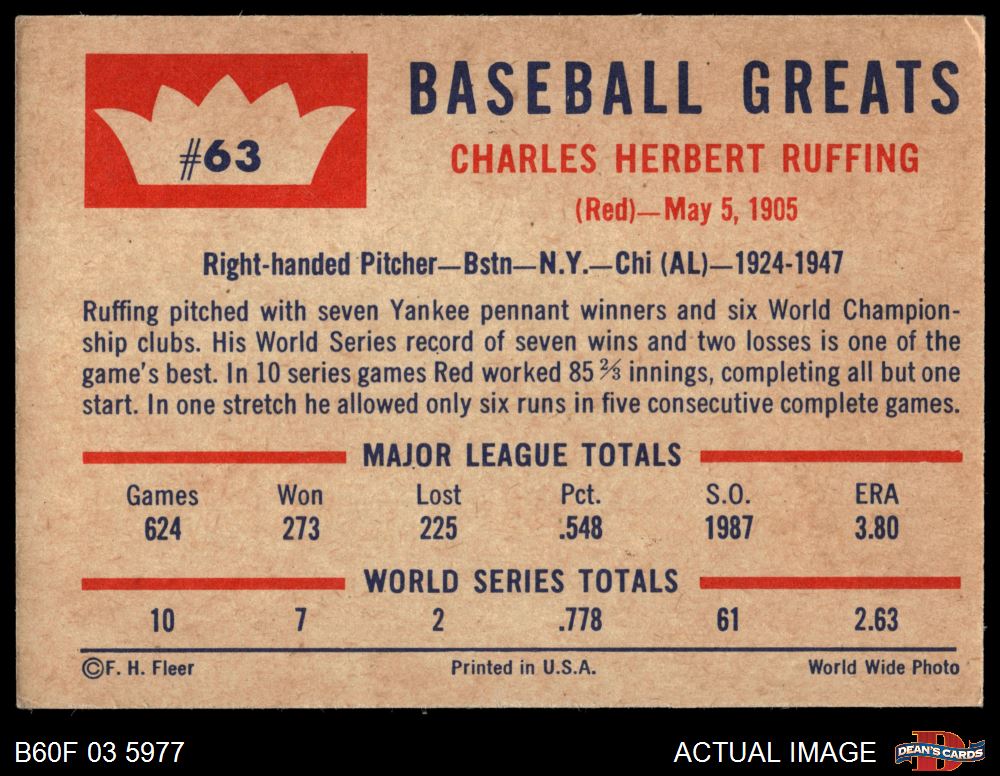 #63
BASEBALL GREATS
CHARLES HERBERT RUFFING
(Red)—May 5, 1905
Right-handed Pitcher—Bstn—N.Y.—Chi (AL)—1924-1947
Ruffing pitched with seven Yankee pennant winners and six World Champion-
ship clubs. His World Series record of seven wins and two losses is one of the
game's best. In 10 series games Red worked 85 ⅔ innings, completing all but one
start. In one stretch he allowed only six runs in five consecutive complete games.
MAJOR LEAGUE TOTALS
Games Won Lost Pct. S.O. ERA
624 273 225 .548 1987 3.80
WORLD SERIES TOTALS
10 7 2 .778 61 2.63
©F. H. Fleer Printed in U.S.A. World Wide Photo
B60F 03 5977 ACTUAL IMAGE DEAN'S CARDS